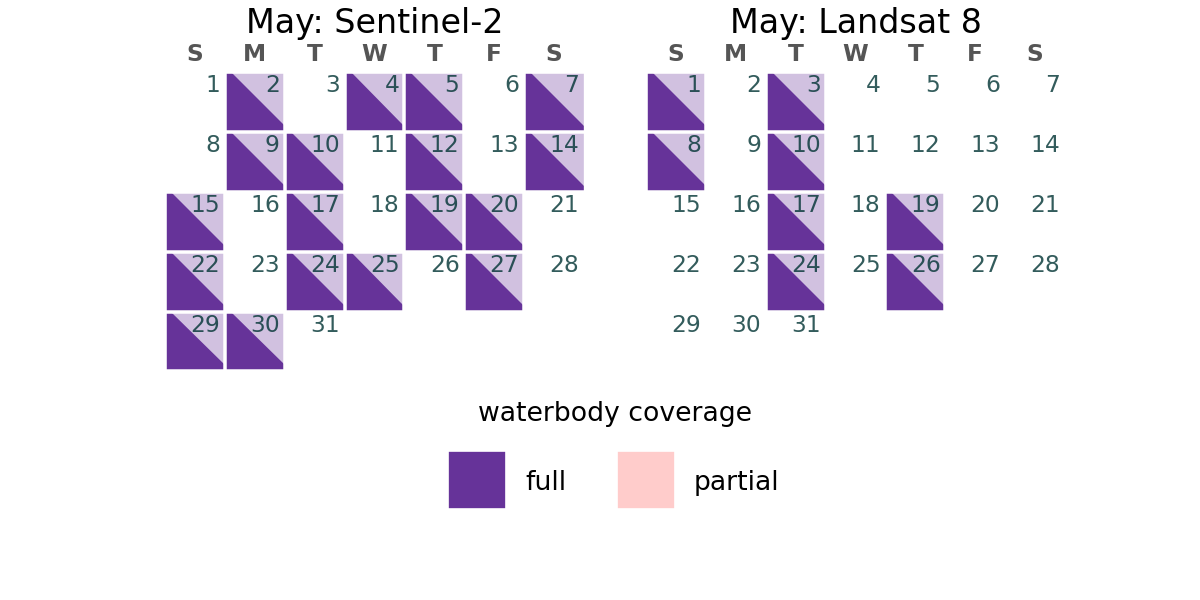 May: Sentinel-2
S M T W T F S
1 2 3 4 5 6 7
8 9 10 11 12 13 14
15 16 17 18 19 20 21
22 23 24 25 26 27 28
29 30 31
May: Landsat 8
S M T W T F S
1 2 3 4 5 6 7
8 9 10 11 12 13 14
15 16 17 18 19 20 21
22 23 24 25 26 27 28
29 30 31
waterbody coverage
full partial